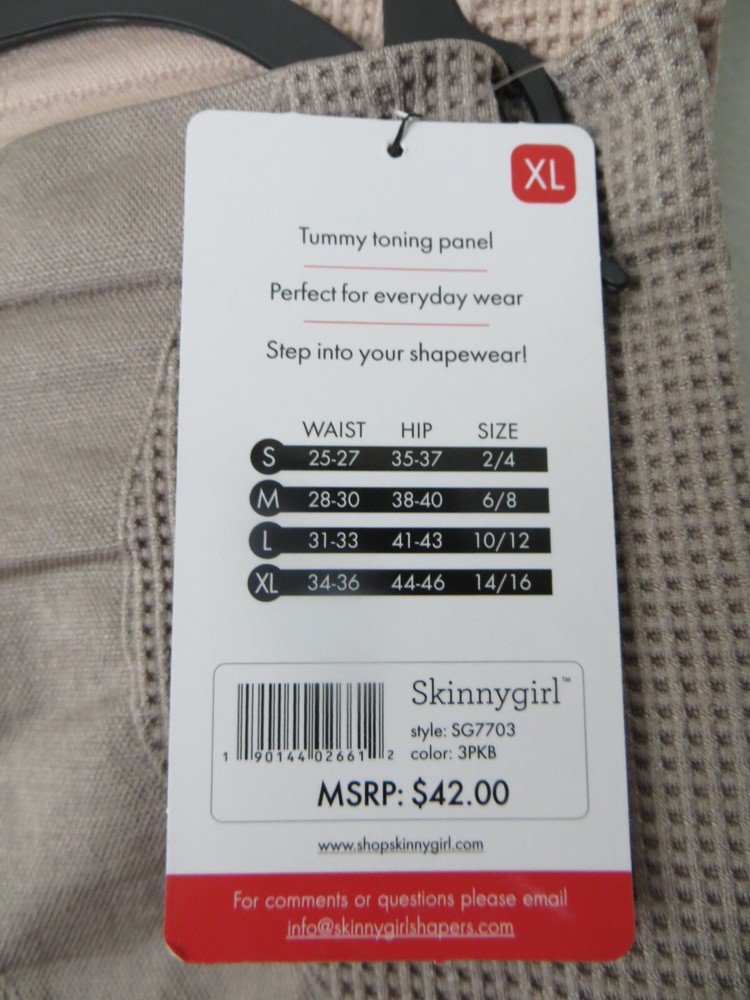 XL
Tummy toning panel
Perfect for everyday wear
Step into your shapewear!
WAIST HIP SIZE
S 25-27 35-37 2/4
M 28-30 38-40 6/8
L 31-33 41-43 10/12
XL 34-36 44-46 14/16
Skinnygirl™
style: SG7703
color: 3PKB
1 90144 02661 2
MSRP: $42.00
www.shopskinnygirl.com
For comments or questions please email
info@skinnygirlshapers.com